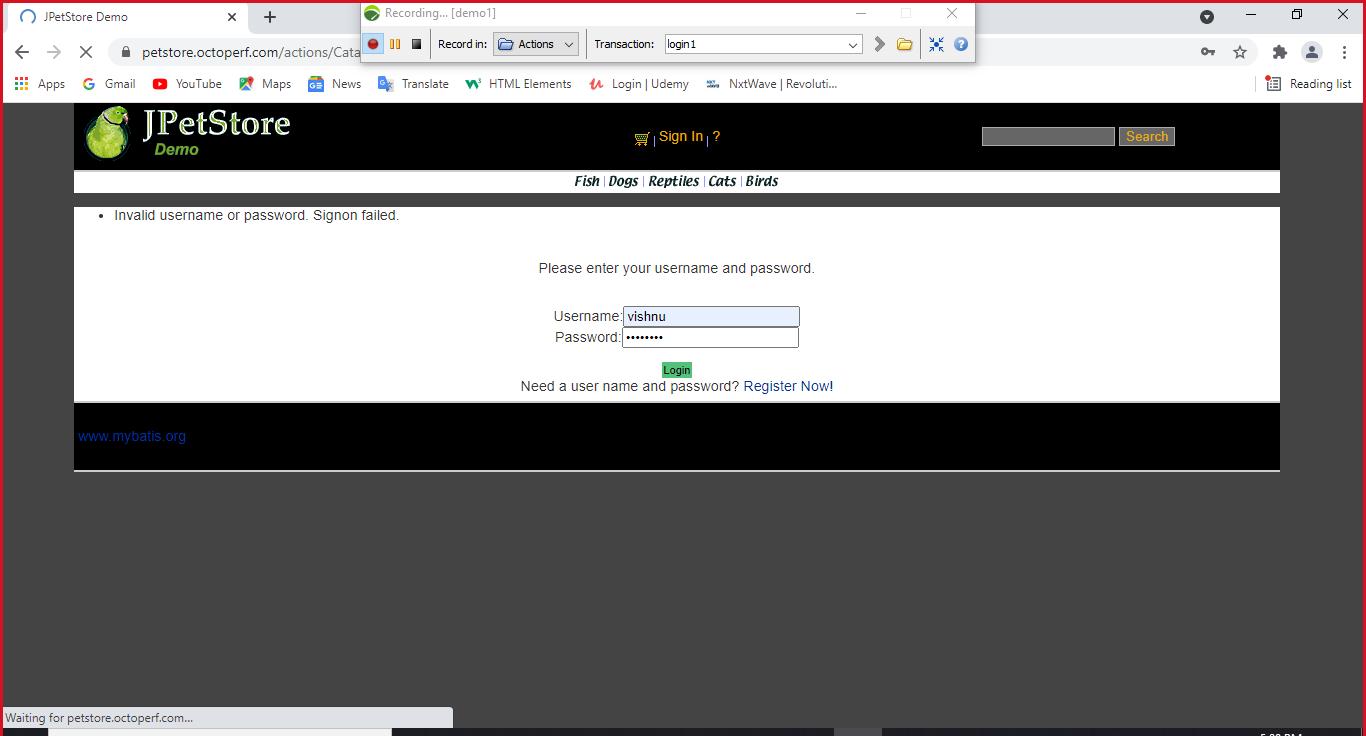 JPetStore Demo
Recording... [demo1]
Record in: Actions Transaction: login1
petstore.octoperf.com/actions/Cata
Apps Gmail YouTube Maps News Translate HTML Elements Login | Udemy NxtWave | Revoluti... Reading list
JPetStore
Demo
Sign In | ?
Search
Fish | Dogs | Reptiles | Cats | Birds
• Invalid username or password. Signon failed.
Please enter your username and password.
Username: vishnu
Password: ••••••••
Login
Need a user name and password? Register Now!
www.mybatis.org
Waiting for petstore.octoperf.com...